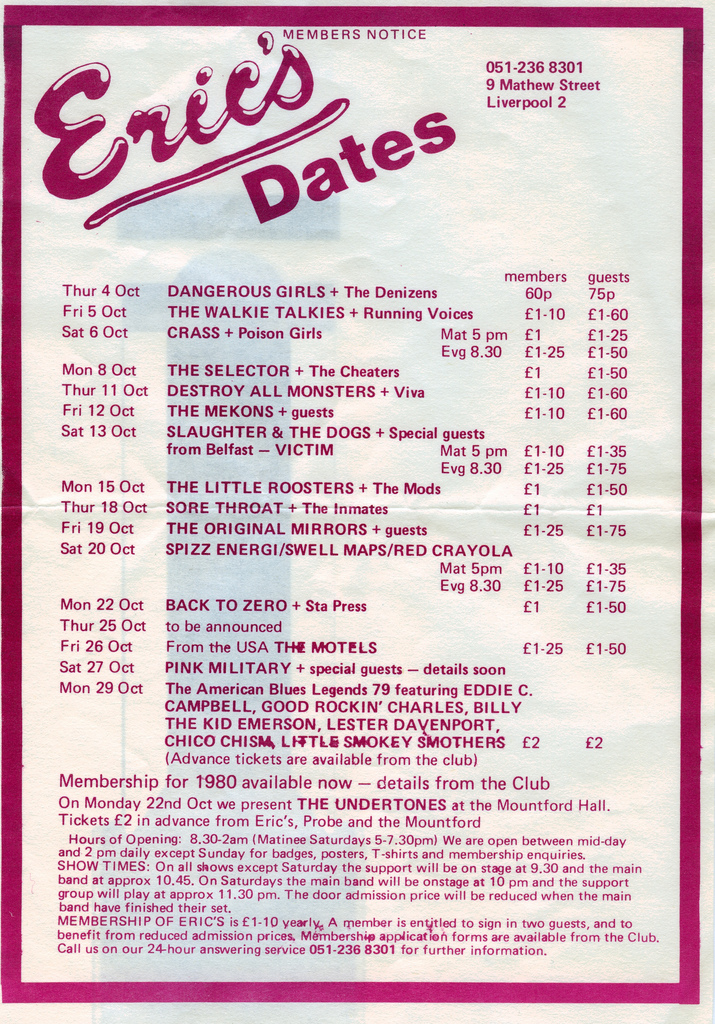 MEMBERS NOTICE
Eric's
Dates
051-236 8301
9 Mathew Street
Liverpool 2
members guests
Thur 4 Oct DANGEROUS GIRLS + The Denizens 60p 75p
Fri 5 Oct THE WALKIE TALKIES + Running Voices £1-10 £1-60
Sat 6 Oct CRASS + Poison Girls Mat 5 pm £1 £1-25
Evg 8.30 £1-25 £1-50
Mon 8 Oct THE SELECTOR + The Cheaters £1 £1-50
Thur 11 Oct DESTROY ALL MONSTERS + Viva £1-10 £1-60
Fri 12 Oct THE MEKONS + guests £1-10 £1-60
Sat 13 Oct SLAUGHTER & THE DOGS + Special guests
from Belfast — VICTIM Mat 5 pm £1-10 £1-35
Evg 8.30 £1-25 £1-75
Mon 15 Oct THE LITTLE ROOSTERS + The Mods £1 £1-50
Thur 18 Oct SORE THROAT + The Inmates £1 £1
Fri 19 Oct THE ORIGINAL MIRRORS + guests £1-25 £1-75
Sat 20 Oct SPIZZ ENERGI/SWELL MAPS/RED CRAYOLA
Mat 5pm £1-10 £1-35
Evg 8.30 £1-25 £1-75
Mon 22 Oct BACK TO ZERO + Sta Press £1 £1-50
Thur 25 Oct to be announced
Fri 26 Oct From the USA THE MOTELS £1-25 £1-50
Sat 27 Oct PINK MILITARY + special guests — details soon
Mon 29 Oct The American Blues Legends 79 featuring EDDIE C.
CAMPBELL, GOOD ROCKIN' CHARLES, BILLY
THE KID EMERSON, LESTER DAVENPORT,
CHICO CHISM, LITTLE SMOKEY SMOTHERS £2 £2
(Advance tickets are available from the club)
Membership for 1980 available now — details from the Club
On Monday 22nd Oct we present THE UNDERTONES at the Mountford Hall.
Tickets £2 in advance from Eric's, Probe and the Mountford
Hours of Opening: 8.30-2am (Matinee Saturdays 5-7.30pm) We are open between mid-day
and 2 pm daily except Sunday for badges, posters, T-shirts and membership enquiries.
SHOW TIMES: On all shows except Saturday the support will be on stage at 9.30 and the main
band at approx 10.45. On Saturdays the main band will be onstage at 10 pm and the support
group will play at approx 11.30 pm. The door admission price will be reduced when the main
band have finished their set.
MEMBERSHIP OF ERIC'S is £1-10 yearly. A member is entitled to sign in two guests, and to
benefit from reduced admission prices. Membership application forms are available from the Club.
Call us on our 24-hour answering service 051-236 8301 for further information.